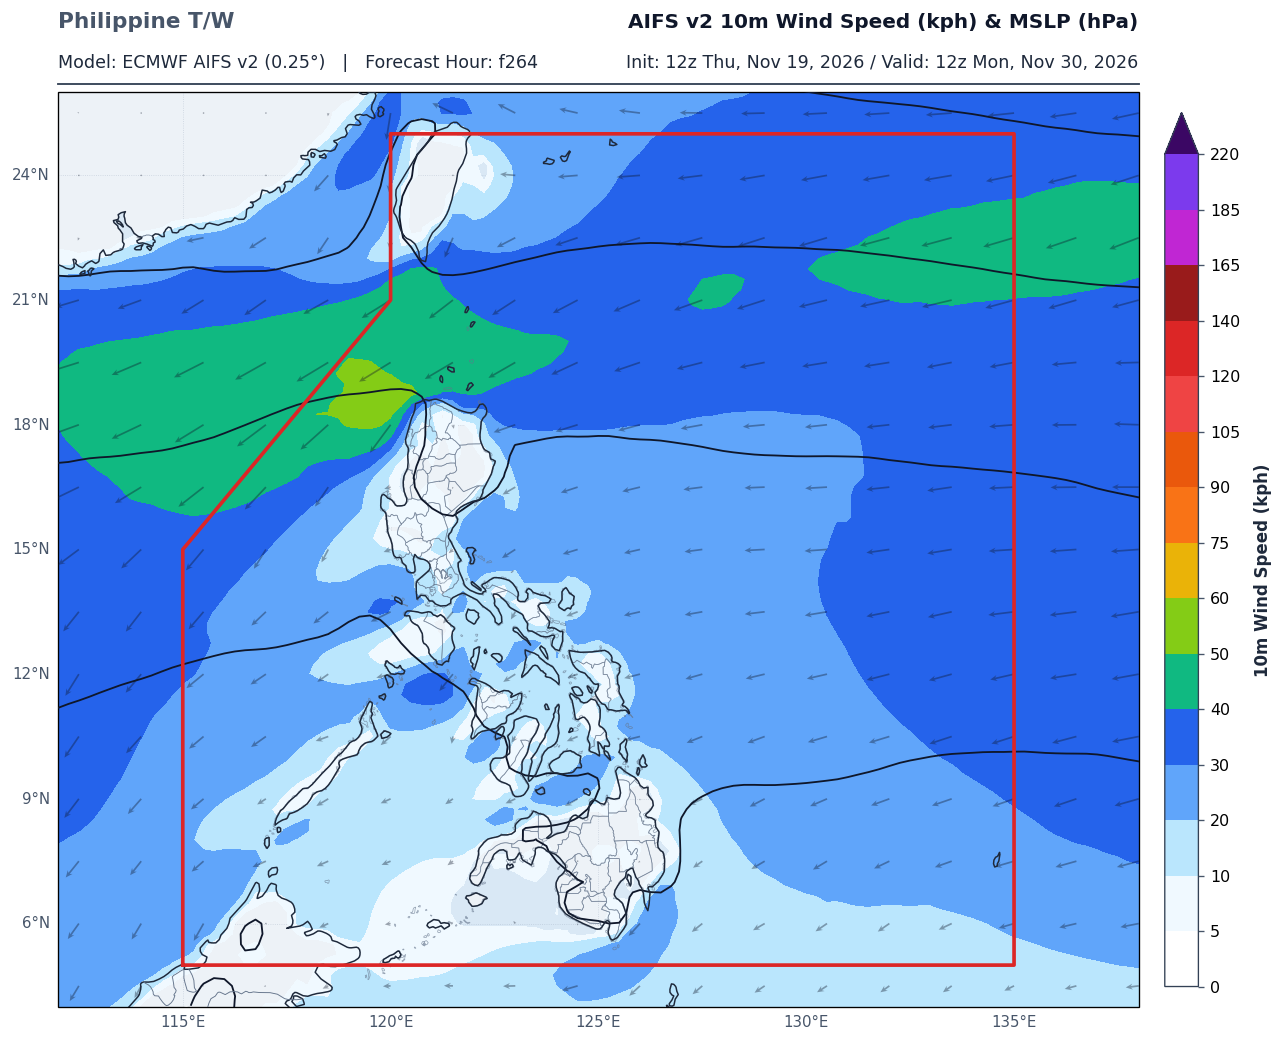 Philippine T/W
AIFS v2 10m Wind Speed (kph) & MSLP (hPa)
Model: ECMWF AIFS v2 (0.25°) | Forecast Hour: f264
Init: 12z Thu, Nov 19, 2026 / Valid: 12z Mon, Nov 30, 2026
24°N
21°N
18°N
15°N
12°N
9°N
6°N
115°E
120°E
125°E
130°E
135°E
220
185
165
140
120
105
90
75
60
50
40
30
20
10
5
0
10m Wind Speed (kph)